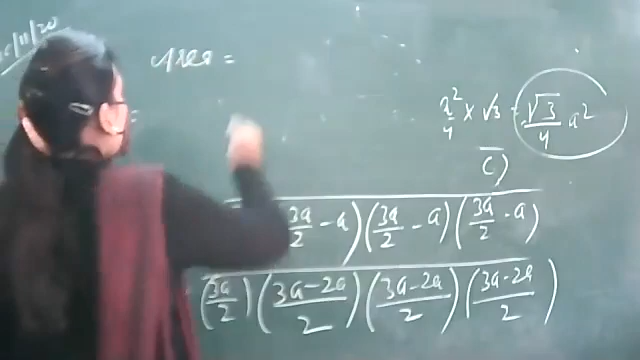 Area =
=
a²/4 × √3 = √3/4 a²
C)
(3a/2 - a) (3a/2 - a) (3a/2 - a)
(3a/2) (3a-2a/2) (3a-2a/2) (3a-2a/2)